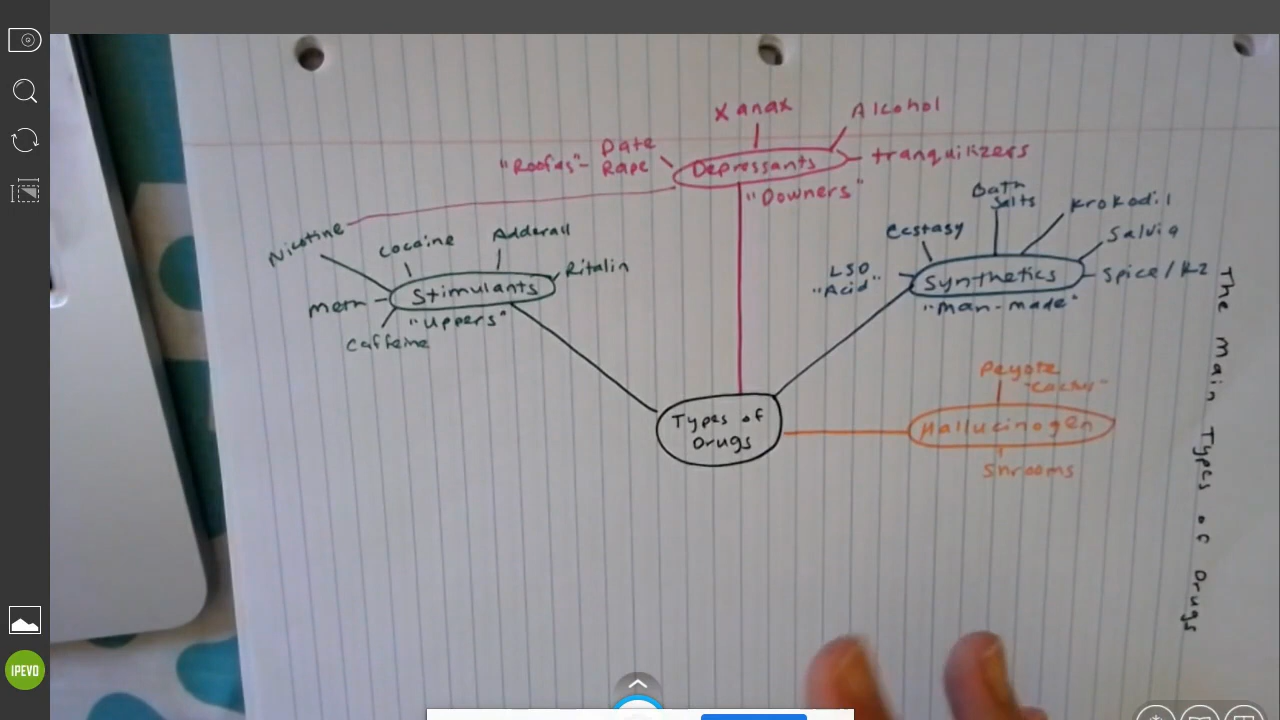 Xanax
Alcohol
Date
"Roofas"- Rape
Depressants
tranquilizers
"Downers"
Nicotine
Cocaine
Adderall
Ritalin
Meth
Stimulants
"Uppers"
Caffeine
Ecstasy
Bath
Salts
Krokodil
Salvia
LSD
"Acid"
Synthetics
Spice/K2
"Man-made"
Types of
Drugs
Peyote
"Cactus"
Hallucinogen
Shrooms
The Main Types of Drugs
IPEVO